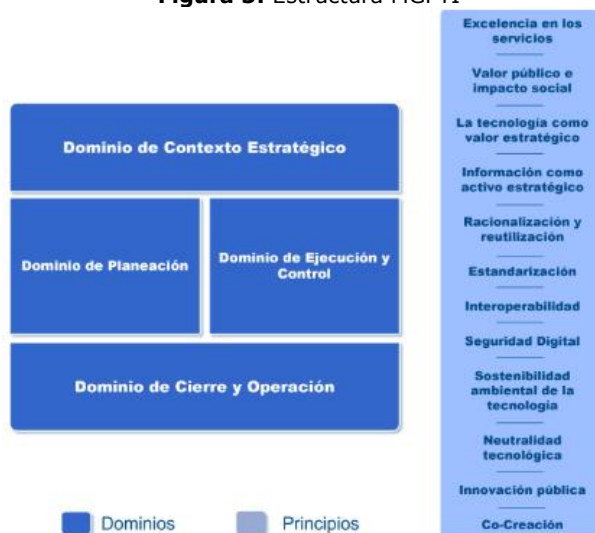 Figura 5. Estructura MGPTI
Dominio de Contexto Estratégico
Dominio de Planeación
Dominio de Ejecución y
Control
Dominio de Cierre y Operación
Dominios
Principios
Excelencia en los
servicios
Valor público e
impacto social
La tecnología como
valor estratégico
Información como
activo estratégico
Racionalización y
reutilización
Estandarización
Interoperabilidad
Seguridad Digital
Sostenibilidad
ambiental de la
tecnología
Neutralidad
tecnológica
Innovación pública
Co-Creación